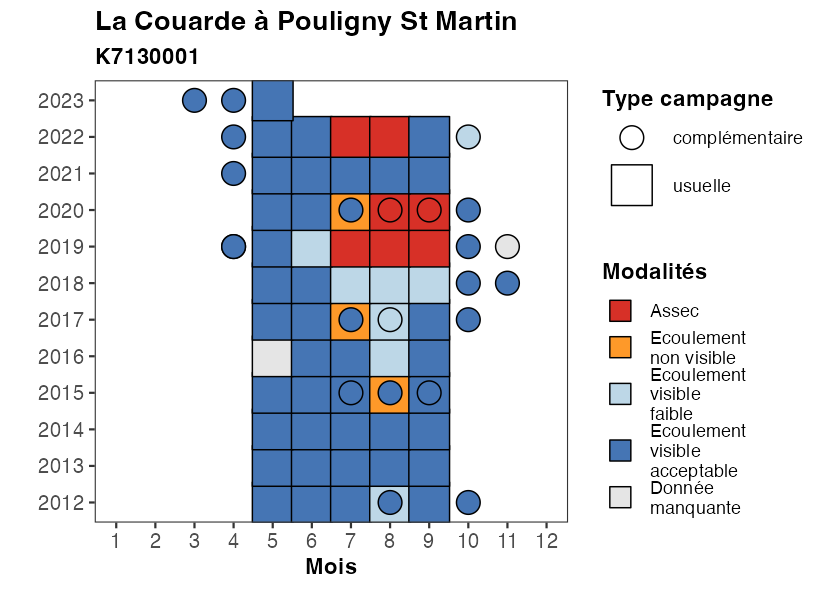 La Couarde à Pouligny St Martin
K7130001
2023
2022
2021
2020
2019
2018
2017
2016
2015
2014
2013
2012
1 2 3 4 5 6 7 8 9 10 11 12
Mois
Type campagne
complémentaire
usuelle
Modalités
Assec
Ecoulement
non visible
Ecoulement
visible
faible
Ecoulement
visible
acceptable
Donnée
manquante